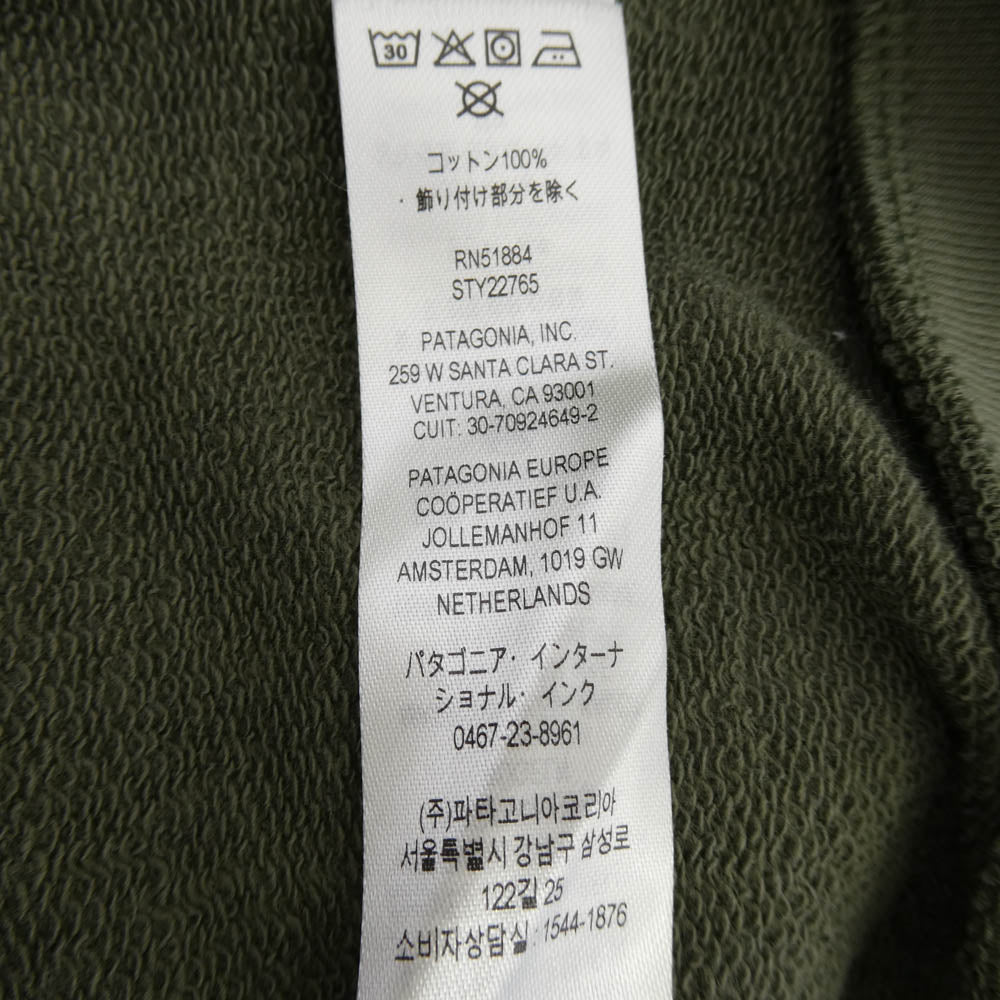 30
コットン100%
・飾り付け部分を除く
RN51884
STY22765
PATAGONIA, INC.
259 W SANTA CLARA ST.
VENTURA, CA 93001
CUIT: 30-70924649-2
PATAGONIA EUROPE
COÖPERATIEF U.A.
JOLLEMANHOF 11
AMSTERDAM, 1019 GW
NETHERLANDS
パタゴニア・インターナ
ショナル・インク
0467-23-8961
(주)파타고니아코리아
서울특별시 강남구 삼성로
122길 25
소비자상담실: 1544-1876